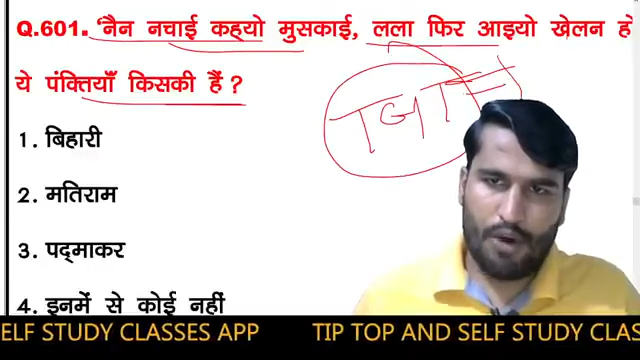 Q.601. 'नैन नचाई कह्यो मुसकाई, लला फिर आइयो खेलन ह
ये पंक्तियाँ किसकी हैं ?
1. बिहारी
2. मतिराम
3. पद्माकर
4. इनमें से कोई नहीं
ELF STUDY CLASSES APP TIP TOP AND SELF STUDY CLAS